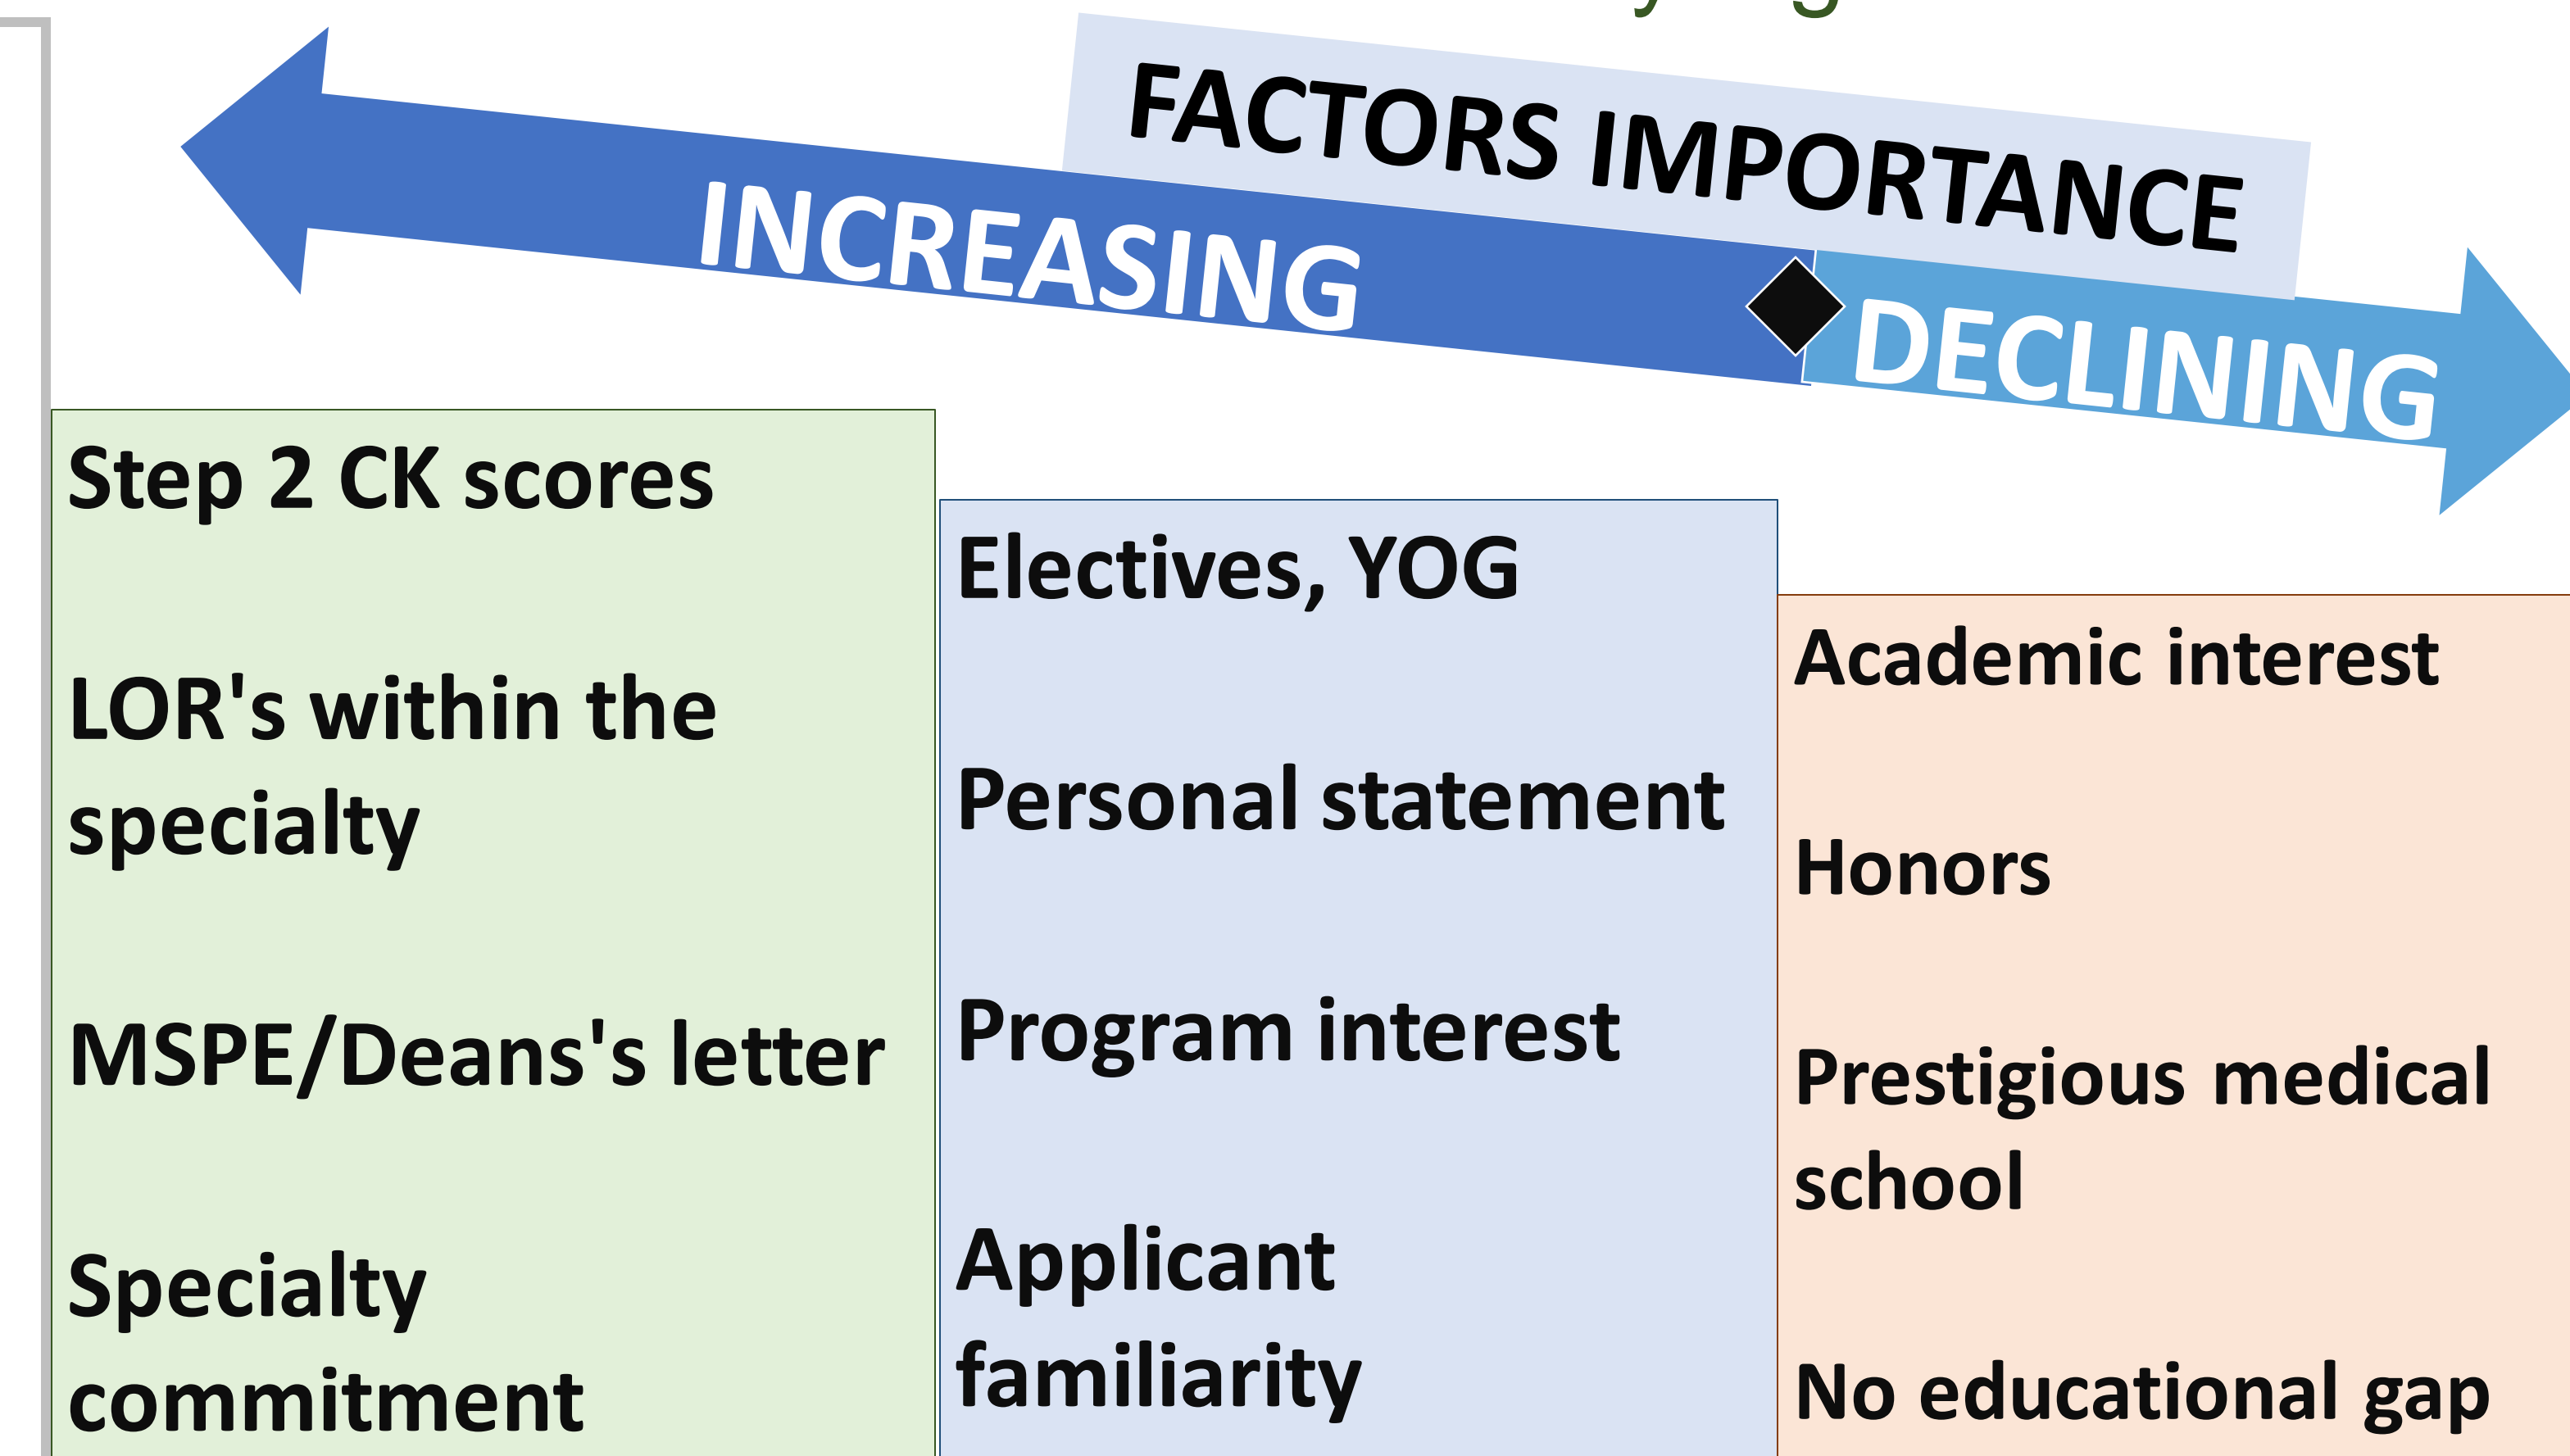 FACTORS IMPORTANCE
INCREASING
DECLINING
Step 2 CK scores
LOR's within the
specialty
MSPE/Deans's letter
Specialty
commitment
Electives, YOG
Personal statement
Program interest
Applicant
familiarity
Academic interest
Honors
Prestigious medical
school
No educational gap